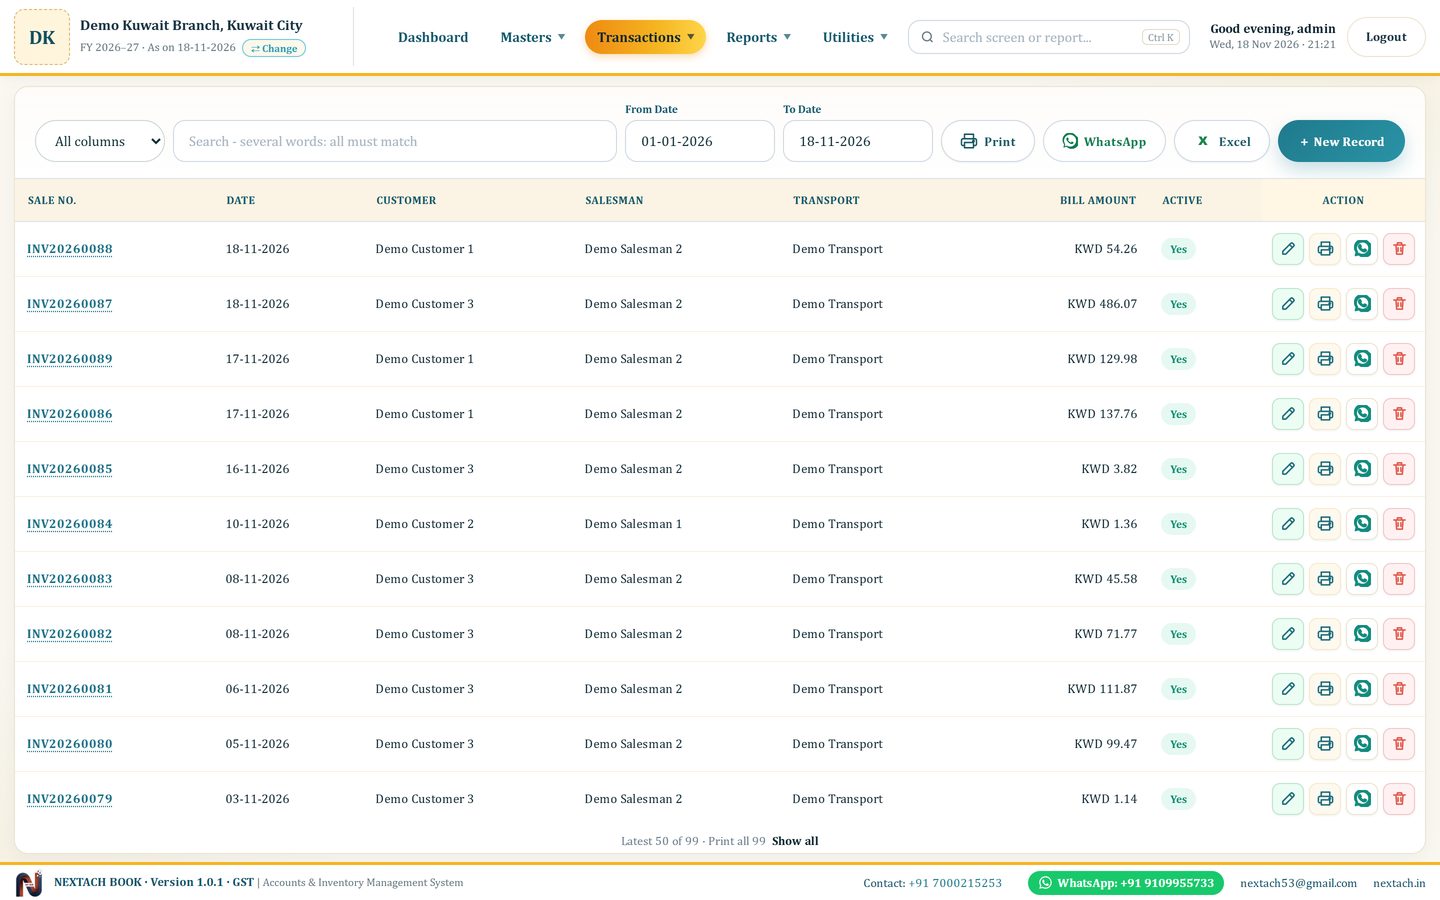 DK
Demo Kuwait Branch, Kuwait City
FY 2026–27 · As on 18-11-2026 ⇄ Change
Dashboard Masters ▼ Transactions ▼ Reports ▼ Utilities ▼
Search screen or report... Ctrl K
Good evening, admin
Wed, 18 Nov 2026 · 21:21
Logout
From Date To Date
All columns Search - several words: all must match 01-01-2026 18-11-2026 Print WhatsApp X Excel + New Record
SALE NO. DATE CUSTOMER SALESMAN TRANSPORT BILL AMOUNT ACTIVE ACTION
INV20260088 18-11-2026 Demo Customer 1 Demo Salesman 2 Demo Transport KWD 54.26 Yes
INV20260087 18-11-2026 Demo Customer 3 Demo Salesman 2 Demo Transport KWD 486.07 Yes
INV20260089 17-11-2026 Demo Customer 1 Demo Salesman 2 Demo Transport KWD 129.98 Yes
INV20260086 17-11-2026 Demo Customer 1 Demo Salesman 2 Demo Transport KWD 137.76 Yes
INV20260085 16-11-2026 Demo Customer 3 Demo Salesman 2 Demo Transport KWD 3.82 Yes
INV20260084 10-11-2026 Demo Customer 2 Demo Salesman 1 Demo Transport KWD 1.36 Yes
INV20260083 08-11-2026 Demo Customer 3 Demo Salesman 2 Demo Transport KWD 45.58 Yes
INV20260082 08-11-2026 Demo Customer 3 Demo Salesman 2 Demo Transport KWD 71.77 Yes
INV20260081 06-11-2026 Demo Customer 3 Demo Salesman 2 Demo Transport KWD 111.87 Yes
INV20260080 05-11-2026 Demo Customer 3 Demo Salesman 2 Demo Transport KWD 99.47 Yes
INV20260079 03-11-2026 Demo Customer 3 Demo Salesman 2 Demo Transport KWD 1.14 Yes
Latest 50 of 99 · Print all 99 Show all
N NEXTACH BOOK · Version 1.0.1 · GST | Accounts & Inventory Management System
Contact: +91 7000215253 WhatsApp: +91 9109955733 nextach53@gmail.com nextach.in